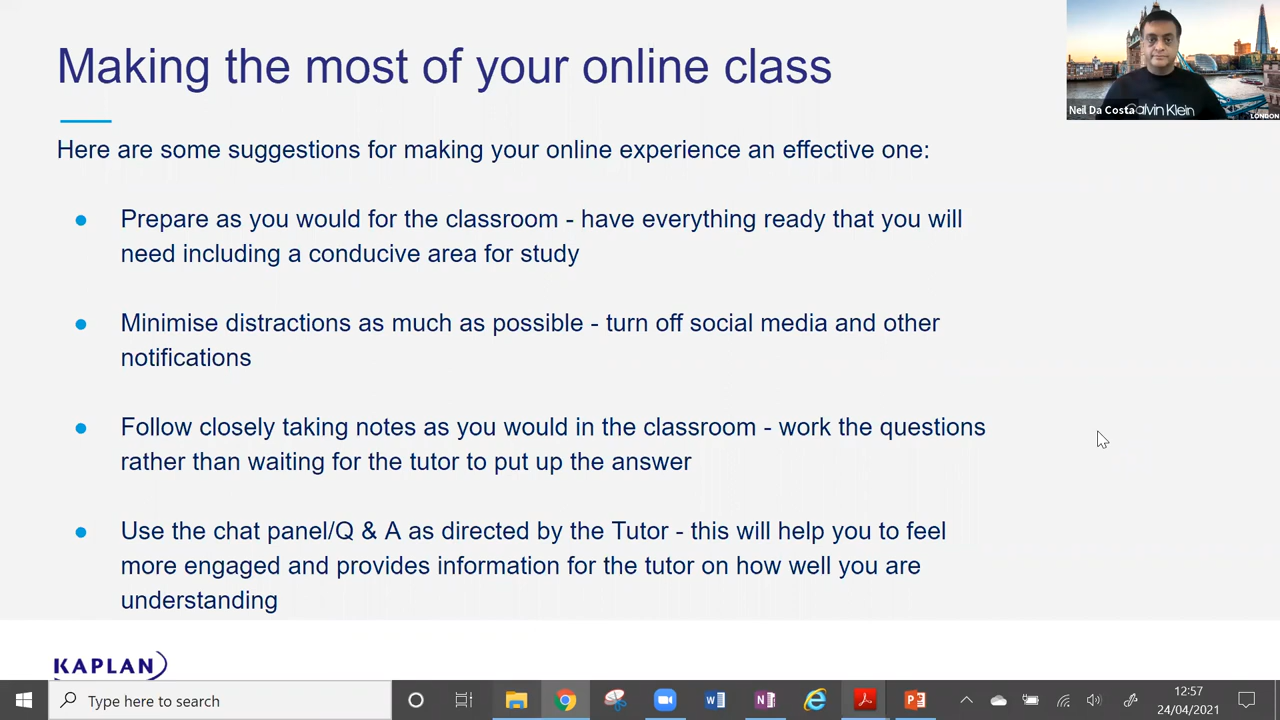 Making the most of your online class
Neil Da Costa
Calvin Klein
LONDON
Here are some suggestions for making your online experience an effective one:
● Prepare as you would for the classroom - have everything ready that you will
need including a conducive area for study
● Minimise distractions as much as possible - turn off social media and other
notifications
● Follow closely taking notes as you would in the classroom - work the questions
rather than waiting for the tutor to put up the answer
● Use the chat panel/Q & A as directed by the Tutor - this will help you to feel
more engaged and provides information for the tutor on how well you are
understanding
KAPLAN
Type here to search
12:57
24/04/2021